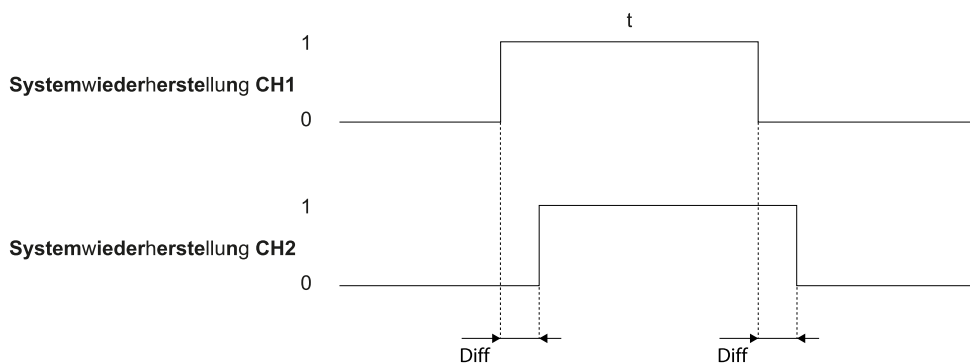 t
1
Systemwiederherstellung CH1
0
1
Systemwiederherstellung CH2
0
Diff
Diff